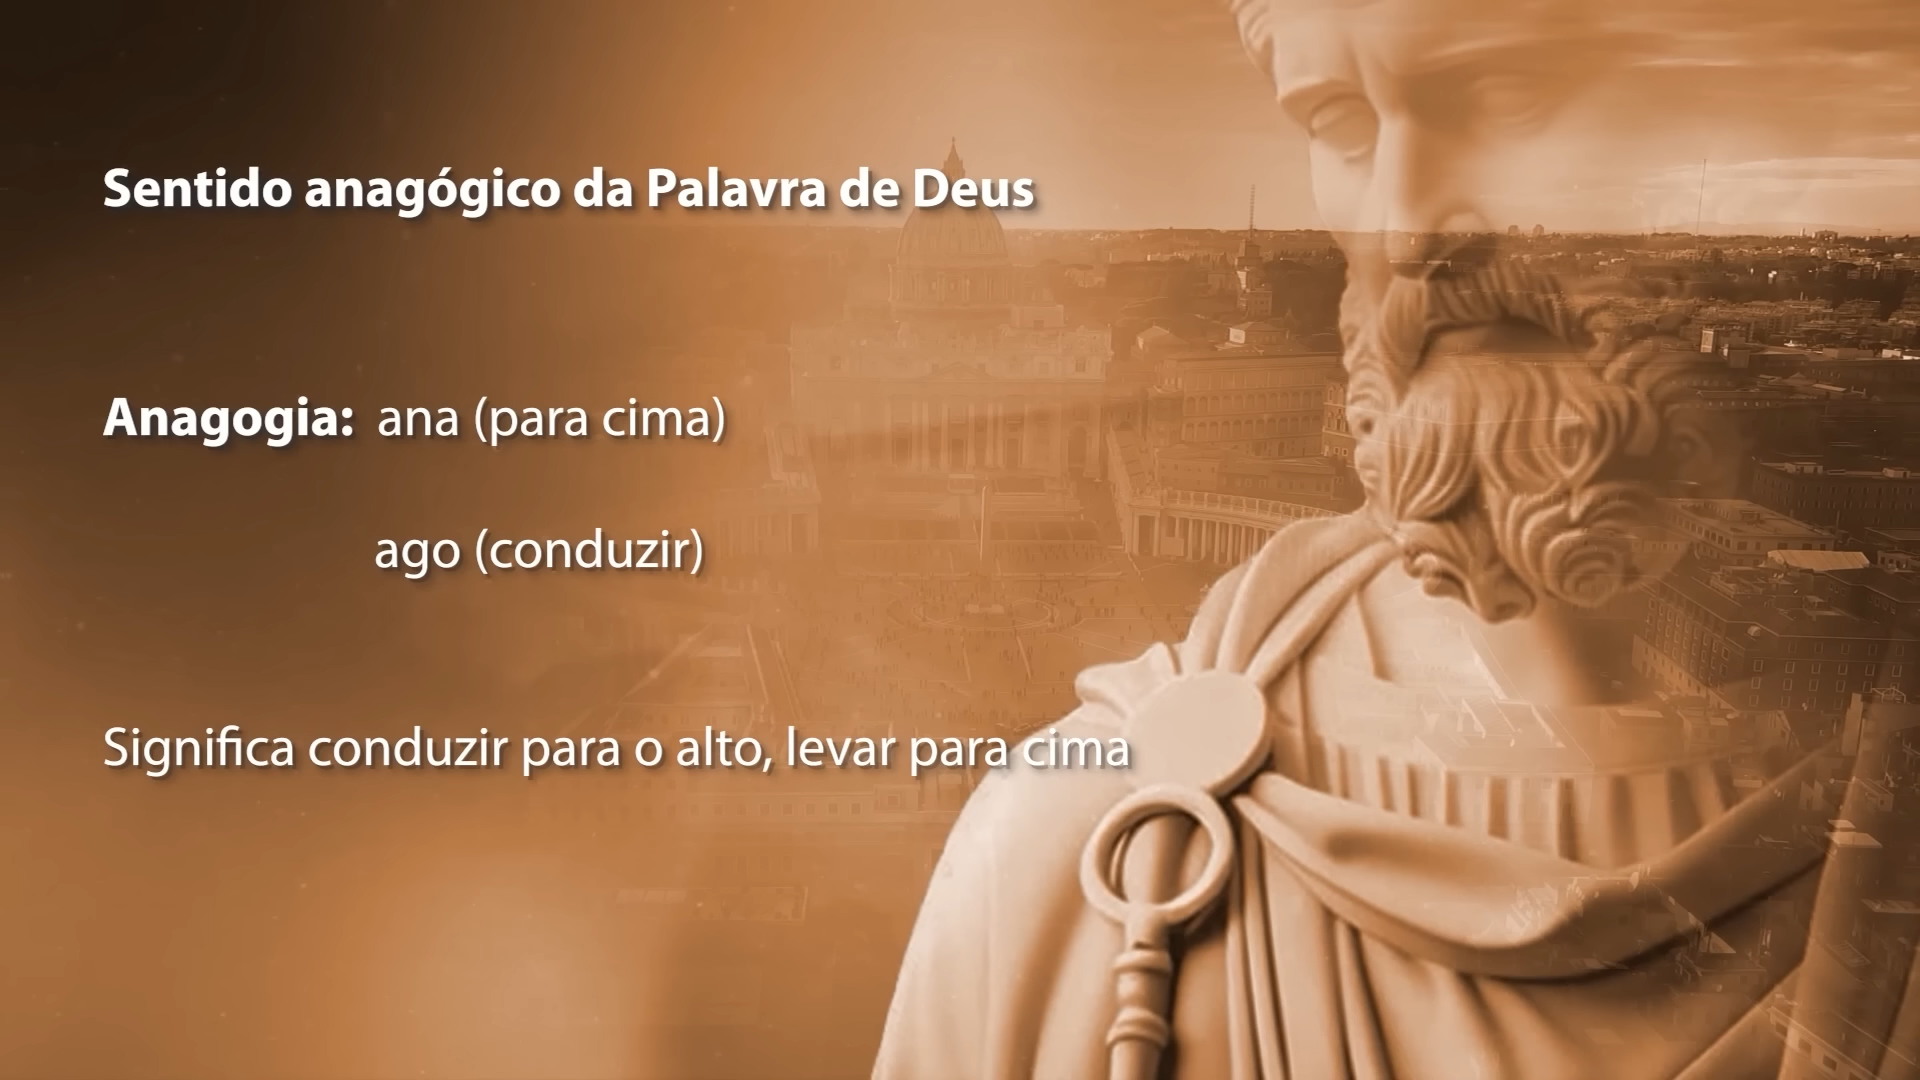 Sentido anagógico da Palavra de Deus
Anagogia: ana (para cima)
ago (conduzir)
Significa conduzir para o alto, levar para cima